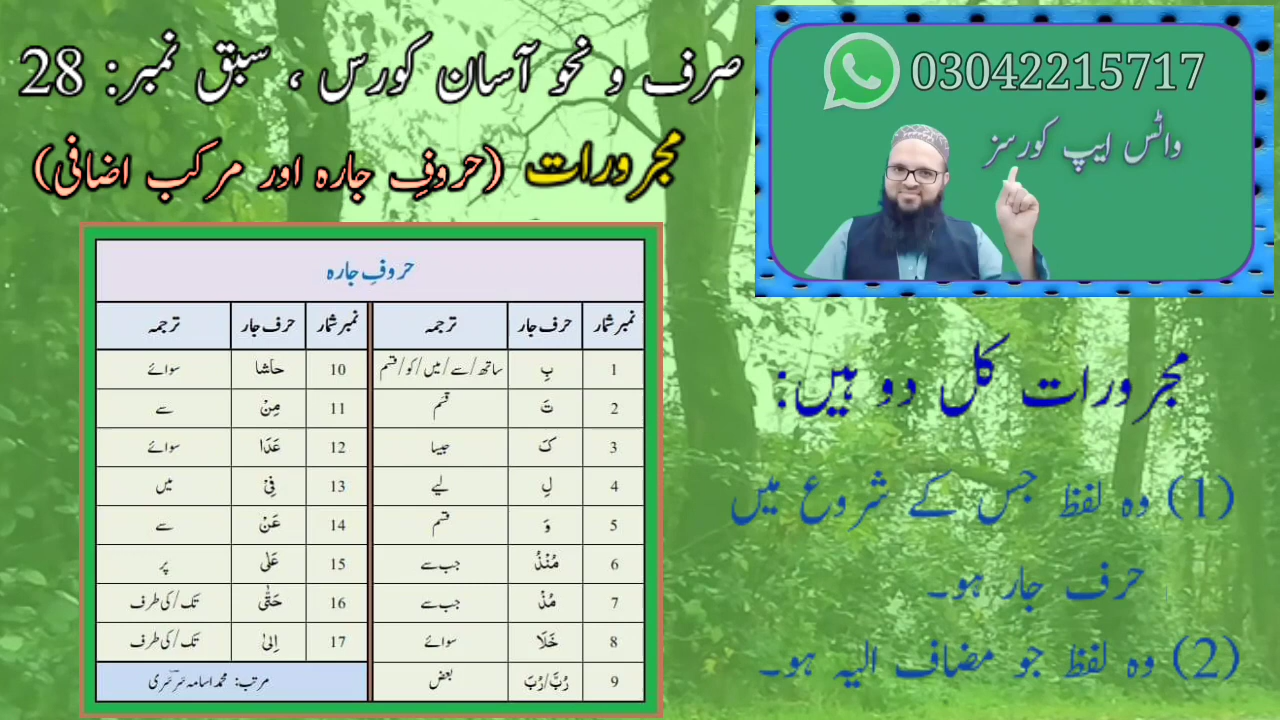 صرف و نحو آسان کورس ، سبق نمبر: 28
مجرورات (حروفِ جارہ اور مرکب اضافی)
03042215717
واٹس ایپ کورسز
حروفِ جارہ
نمبر شمار حرف جار ترجمہ نمبر شمار حرف جار ترجمہ
1 بِ ساتھ/سے/میں/کو/قسم 10 حاشا سوائے
2 تَ قسم 11 مِنْ سے
3 کَ جیسا 12 عَدَا سوائے
4 لِ لیے 13 فِیْ میں
5 وَ قسم 14 عَنْ سے
6 مُنْذُ جب سے 15 عَلٰی پر
7 مُذْ جب سے 16 حَتّٰی تک/کی طرف
8 خَلَا سوائے 17 اِلیٰ تک/کی طرف
9 رُبَّ/رُبَ بعض مرتب: محمد اسامہ
مجرورات کل دو ہیں:
(1) وہ لفظ جس کے شروع میں
حرف جار ہو۔
(2) وہ لفظ جو مضاف الیہ ہو۔